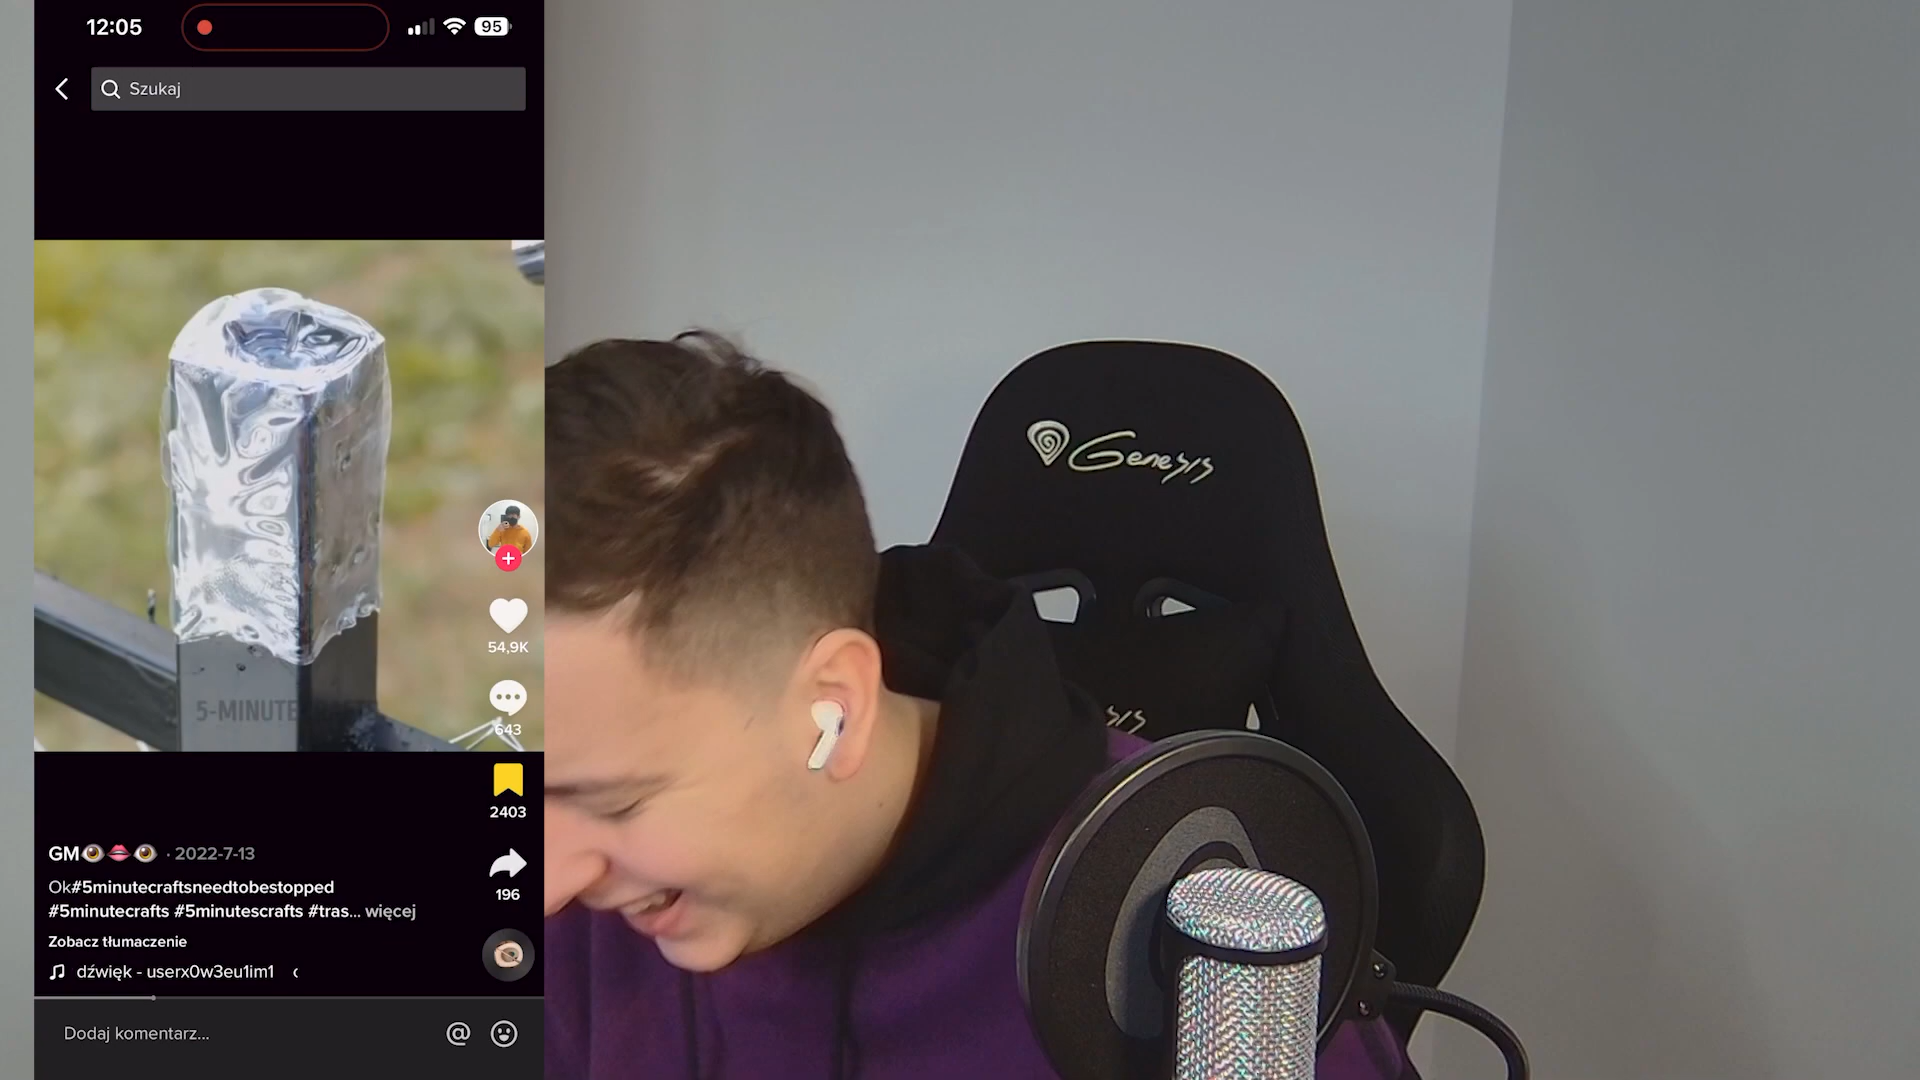 12:05
95
Szukaj
5-MINUTE
54,9K
643
2403
GM · 2022-7-13
196
Ok#5minutecraftsneedtobestopped
#5minutecrafts #5minutescrafts #tras... więcej
Zobacz tłumaczenie
dźwięk - userx0w3eu1im1
Dodaj komentarz...
@
Genesis